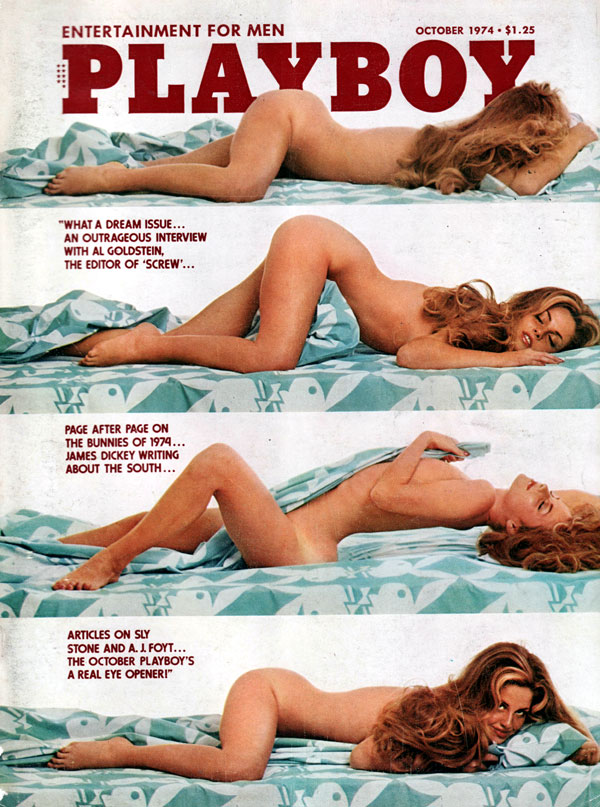 ENTERTAINMENT FOR MEN
OCTOBER 1974 • $1.25
PLAYBOY
"WHAT A DREAM ISSUE...
AN OUTRAGEOUS INTERVIEW
WITH AL GOLDSTEIN,
THE EDITOR OF 'SCREW'...
PAGE AFTER PAGE ON
THE BUNNIES OF 1974...
JAMES DICKEY WRITING
ABOUT THE SOUTH...
ARTICLES ON SLY
STONE AND A. J. FOYT...
THE OCTOBER PLAYBOY'S
A REAL EYE OPENER!"